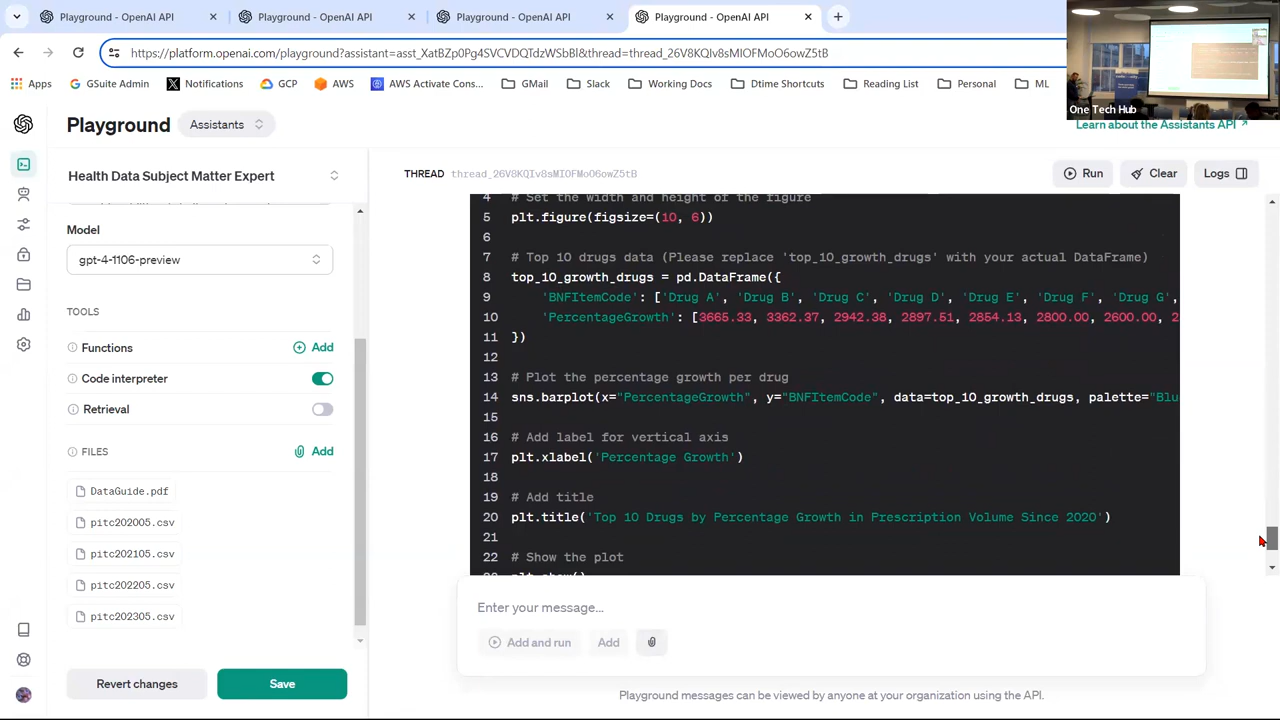 Playground - OpenAI API
Playground - OpenAI API
Playground - OpenAI API
Playground - OpenAI API
https://platform.openai.com/playground?assistant=asst_XatBZp0Pg4SVCVDQTdzWuPBl&thread=thread_26V8KQIv8sMIOFMoO6owZ5tB
Apps
GSuite Admin
Notifications
GCP
AWS
AWS Activate Cons...
GMail
Slack
Working Docs
Dtime Shortcuts
Reading List
Personal
ML
One Tech Hub
Playground
Assistants
Learn about the Assistants API
Health Data Subject Matter Expert
THREAD thread_26V8KQIv8sMIOFMoO6owZ5tB
Run
Clear
Logs
Model
gpt-4-1106-preview
TOOLS
Functions
Add
Code interpreter
Retrieval
FILES
Add
DataGuide.pdf
pitc202005.csv
pitc202105.csv
pitc202205.csv
pitc202305.csv
Revert changes
Save
4 # Set the width and height of the figure
5 plt.figure(figsize=(10, 6))
6
7 # Top 10 drugs data (Please replace 'top_10_growth_drugs' with your actual DataFrame)
8 top_10_growth_drugs = pd.DataFrame({
9 'BNFItemCode': ['Drug A', 'Drug B', 'Drug C', 'Drug D', 'Drug E', 'Drug F', 'Drug G',
10 'PercentageGrowth': [3665.33, 3362.37, 2942.38, 2897.51, 2854.13, 2800.00, 2600.00, 2
11 })
12
13 # Plot the percentage growth per drug
14 sns.barplot(x="PercentageGrowth", y="BNFItemCode", data=top_10_growth_drugs, palette="Blu
15
16 # Add label for vertical axis
17 plt.xlabel('Percentage Growth')
18
19 # Add title
20 plt.title('Top 10 Drugs by Percentage Growth in Prescription Volume Since 2020')
21
22 # Show the plot
Enter your message...
Add and run
Add
Playground messages can be viewed by anyone at your organization using the API.